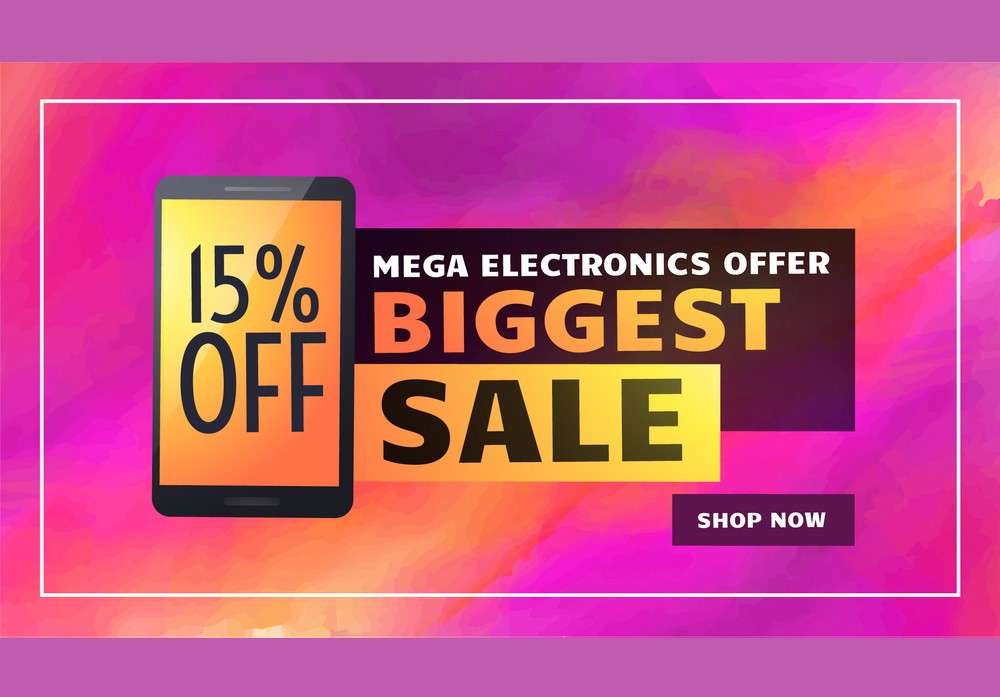 15%
OFF
MEGA ELECTRONICS OFFER
BIGGEST
SALE
SHOP NOW